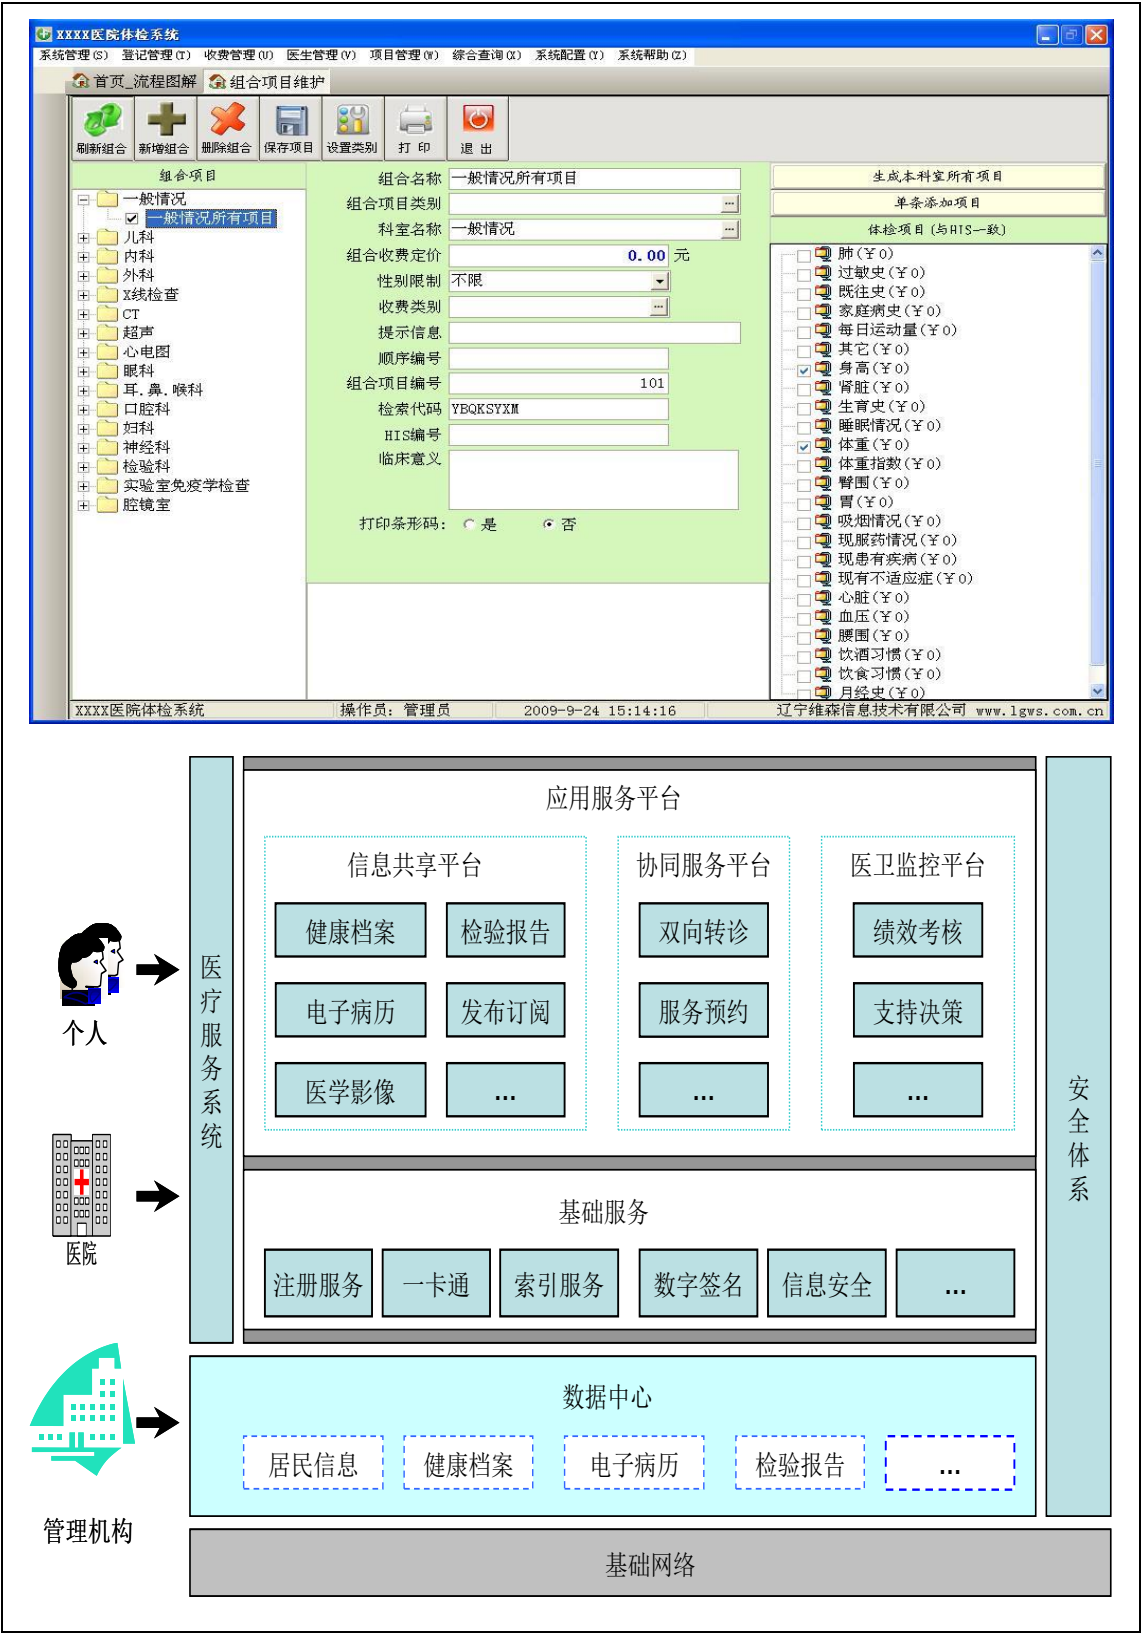 XXXX医院体检系统
系统管理(S) 登记管理(T) 收费管理(U) 医生管理(V) 项目管理(W) 综合查询(X) 系统配置(Y) 系统帮助(Z)
首页_流程图解 组合项目维护
刷新组合 新增组合 删除组合 保存项目 设置类别 打 印 退 出
组合项目
一般情况
一般情况所有项目
儿科
内科
外科
X线检查
CT
超声
心电图
眼科
耳.鼻.喉科
口腔科
妇科
神经科
检验科
实验室免疫学检查
腔镜室
组合名称 一般情况所有项目
组合项目类别 ...
科室名称 一般情况 ...
组合收费定价 0.00 元
性别限制 不限
收费类别 ...
提示信息
顺序编号
组合项目编号 101
检索代码 YBQKSYXM
HIS编号
临床意义
打印条形码: 是 否
生成本科室所有项目
单条添加项目
体检项目(与HIS一致)
肺(￥0)
过敏史(￥0)
既往史(￥0)
家庭病史(￥0)
每日运动量(￥0)
其它(￥0)
身高(￥0)
肾脏(￥0)
生育史(￥0)
睡眠情况(￥0)
体重(￥0)
体重指数(￥0)
臀围(￥0)
胃(￥0)
吸烟情况(￥0)
现服药情况(￥0)
现患有疾病(￥0)
现有不适应症(￥0)
心脏(￥0)
血压(￥0)
腰围(￥0)
饮酒习惯(￥0)
饮食习惯(￥0)
月经史(￥0)
XXXX医院体检系统 操作员: 管理员 2009-9-24 15:14:16 辽宁维森信息技术有限公司 www.lgws.com.cn
个人
医院
管理机构
医疗服务系统
应用服务平台
信息共享平台
健康档案 检验报告
电子病历 发布订阅
医学影像 ...
协同服务平台
双向转诊
服务预约
...
医卫监控平台
绩效考核
支持决策
...
基础服务
注册服务 一卡通 索引服务 数字签名 信息安全 ...
数据中心
居民信息 健康档案 电子病历 检验报告 ...
安全体系
基础网络